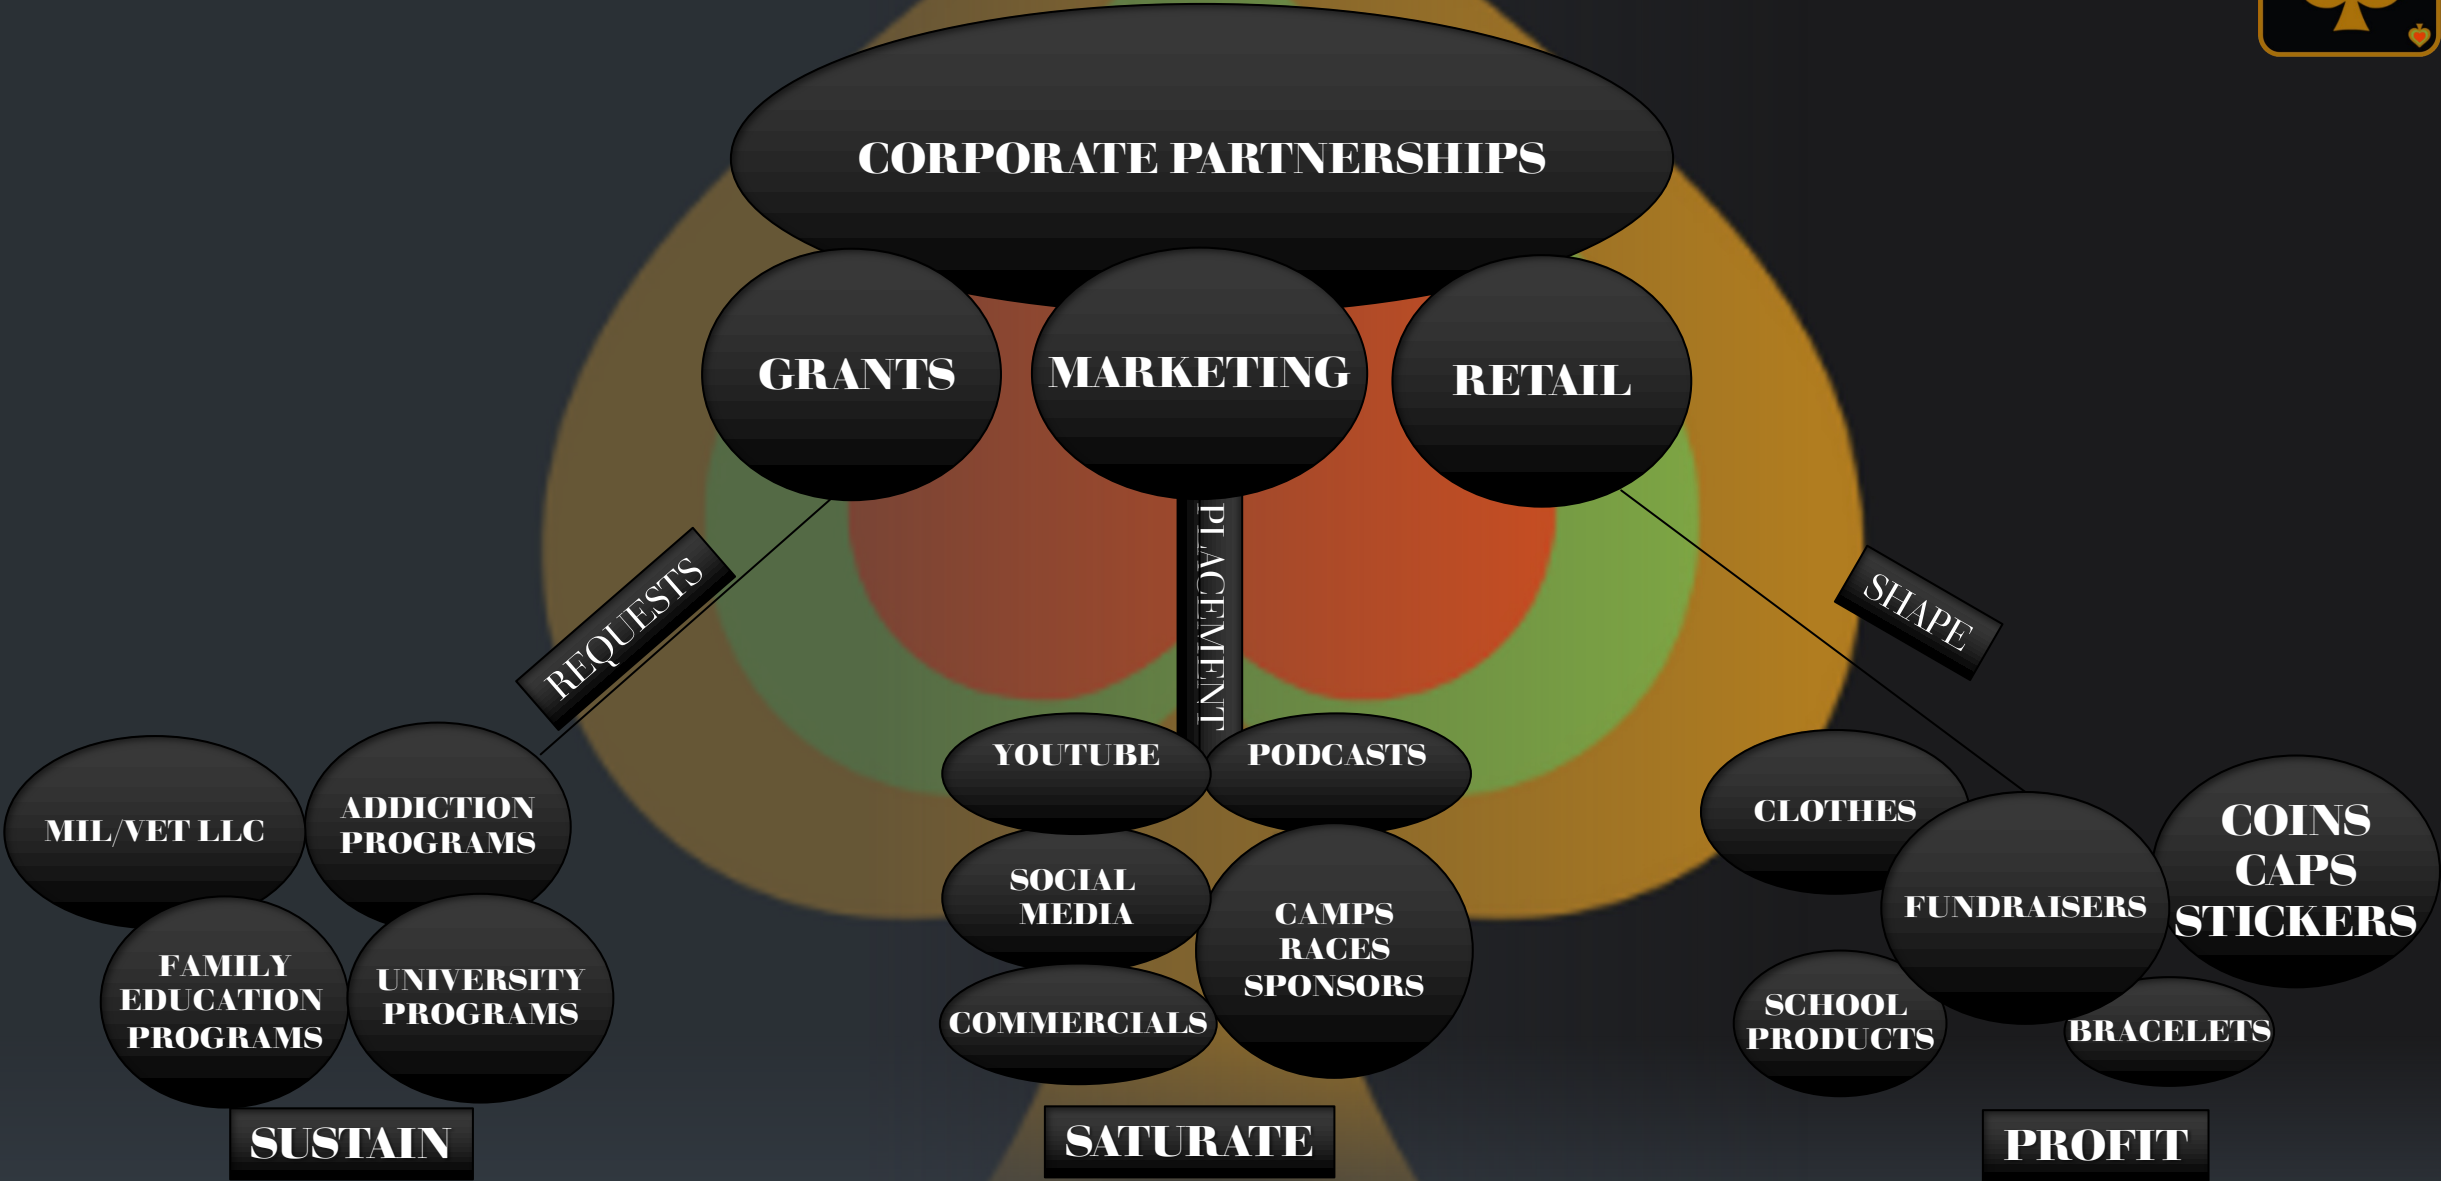 CORPORATE PARTNERSHIPS
GRANTS
MARKETING
RETAIL
REQUESTS
PLACEMENT
SHAPE
MIL/VET LLC
ADDICTION
PROGRAMS
FAMILY
EDUCATION
PROGRAMS
UNIVERSITY
PROGRAMS
YOUTUBE
PODCASTS
SOCIAL
MEDIA
CAMPS
RACES
SPONSORS
COMMERCIALS
CLOTHES
FUNDRAISERS
COINS
CAPS
STICKERS
SCHOOL
PRODUCTS
BRACELETS
SUSTAIN
SATURATE
PROFIT